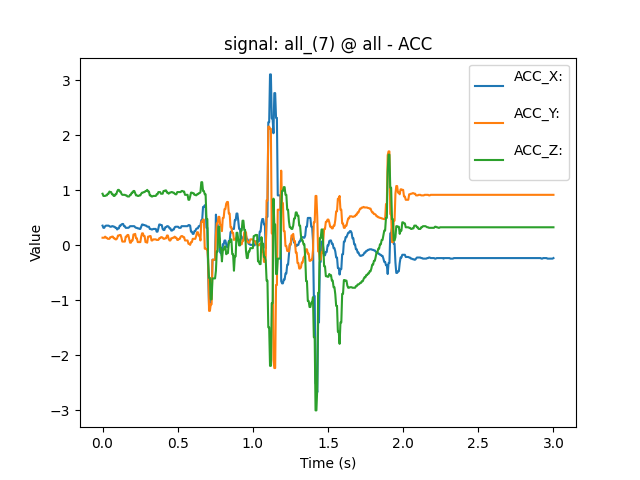 signal: all_(7) @ all - ACC
ACC_X:
ACC_Y:
ACC_Z:
Value
3
2
1
0
−1
−2
−3
0.0 0.5 1.0 1.5 2.0 2.5 3.0
Time (s)